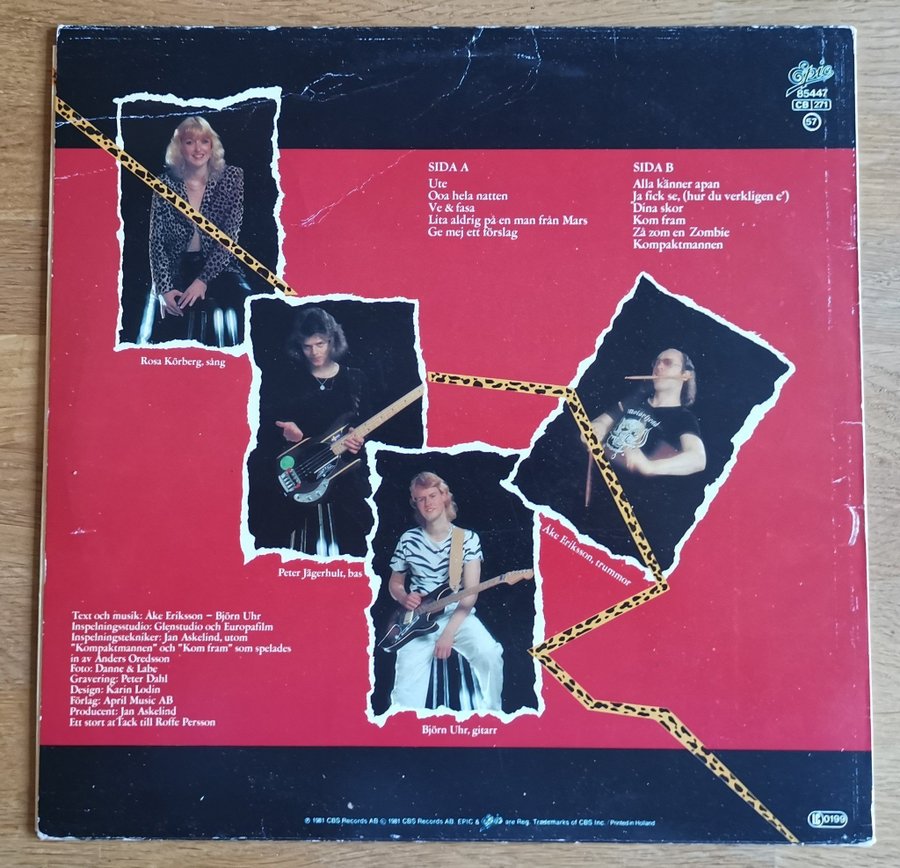 Epic
85447
CB 271
57
SIDA A
Ute
Ooa hela natten
Ve & fasa
Lita aldrig på en man från Mars
Ge mej ett förslag
SIDA B
Alla känner apan
Ja fick se, (hur du verkligen e')
Dina skor
Kom fram
Zå zom en Zombie
Kompaktmannen
Rosa Körberg, sång
Peter Jägerhult, bas
Motörhead
Åke Eriksson, trummor
Björn Uhr, gitarr
Text och musik: Åke Eriksson – Björn Uhr
Inspelningsstudio: Glenstudio och Europafilm
Inspelningstekniker: Jan Askelind, utom
"Kompaktmannen" och "Kom fram" som spelades
in av Anders Oredsson
Foto: Danne & Labe
Gravering: Peter Dahl
Design: Karin Lodin
Förlag: April Music AB
Producent: Jan Askelind
Ett stort atTack till Roffe Persson
℗ 1981 CBS Records AB © 1981 CBS Records AB. EPIC & Epic are Reg. Trademarks of CBS Inc. / Printed in Holland
LC 0199